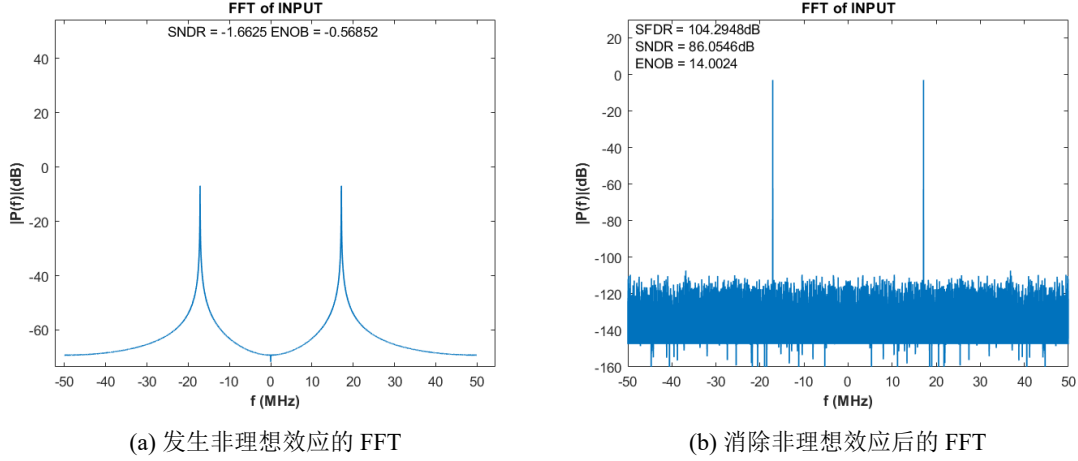 FFT of INPUT
SNDR = -1.6625 ENOB = -0.56852
40
20
0
-20
-40
-60
|P(f)|(dB)
-50 -40 -30 -20 -10 0 10 20 30 40 50
f (MHz)
(a) 发生非理想效应的 FFT
FFT of INPUT
SFDR = 104.2948dB
SNDR = 86.0546dB
ENOB = 14.0024
20
0
-20
-40
-60
-80
-100
-120
-140
-160
|P(f)|(dB)
-50 -40 -30 -20 -10 0 10 20 30 40 50
f (MHz)
(b) 消除非理想效应后的 FFT